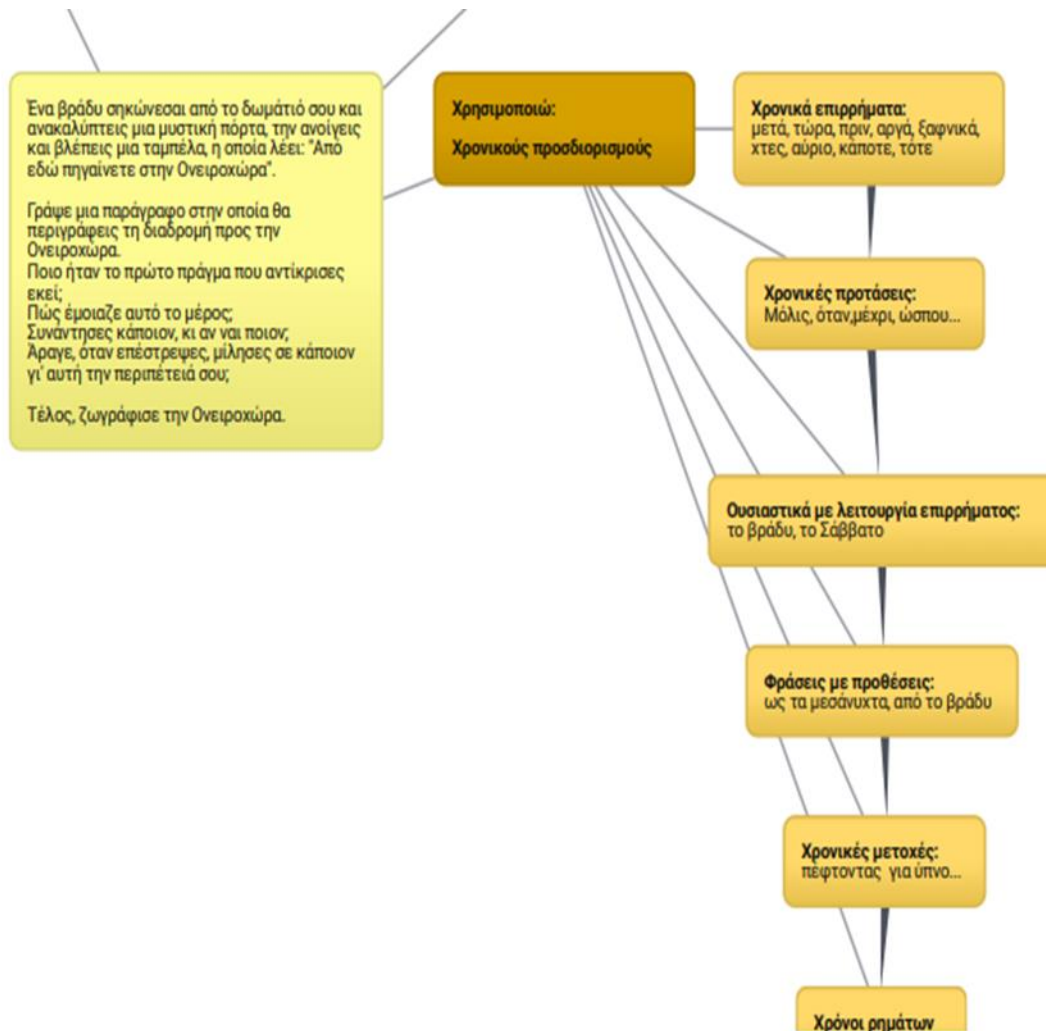 Ένα βράδυ σηκώνεσαι από το δωμάτιό σου και
ανακαλύπτεις μια μυστική πόρτα, την ανοίγεις
και βλέπεις μια ταμπέλα, η οποία λέει: "Από
εδώ πηγαίνετε στην Ονειροχώρα".
Γράψε μια παράγραφο στην οποία θα
περιγράφεις τη διαδρομή προς την
Ονειροχώρα.
Ποιο ήταν το πρώτο πράγμα που αντίκρισες
εκεί;
Πώς έμοιαζε αυτό το μέρος;
Συνάντησες κάποιον, κι αν ναι ποιον;
Άραγε, όταν επέστρεψες, μίλησες σε κάποιον
γι' αυτή την περιπέτειά σου;
Τέλος, ζωγράφισε την Ονειροχώρα.
Χρησιμοποιώ:
Χρονικούς προσδιορισμούς
Χρονικά επιρρήματα:
μετά, τώρα, πριν, αργά, ξαφνικά,
χτες, αύριο, κάποτε, τότε
Χρονικές προτάσεις:
Μόλις, όταν,μέχρι, ώσπου...
Ουσιαστικά με λειτουργία επιρρήματος:
το βράδυ, το Σάββατο
Φράσεις με προθέσεις:
ως τα μεσάνυχτα, από το βράδυ
Χρονικές μετοχές:
πέφτοντας για ύπνο...
Χρόνοι ρημάτων